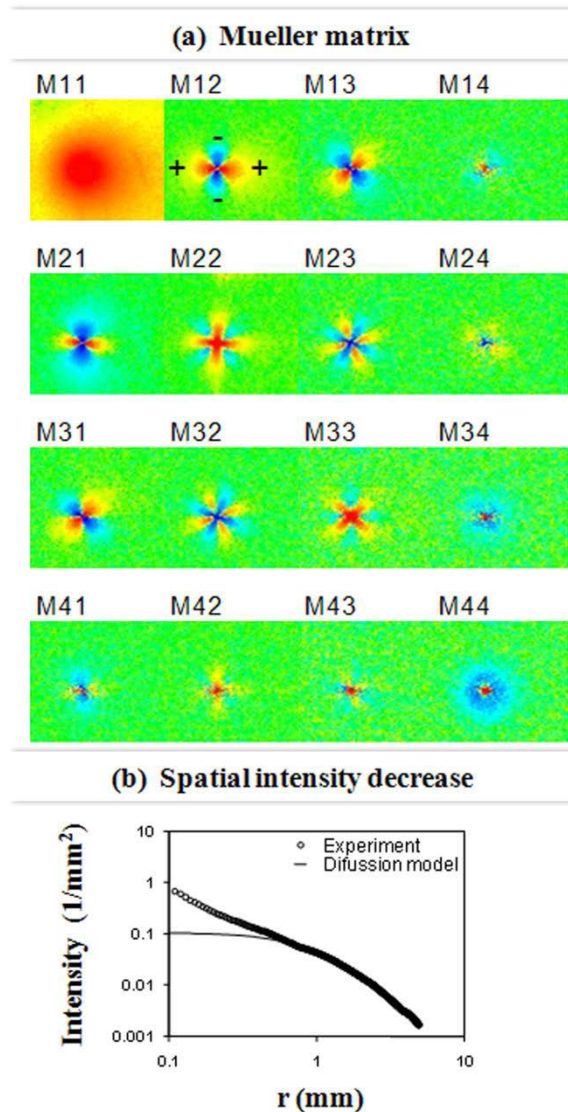 (a) Mueller matrix
M11 M12 M13 M14
-
+ +
-
M21 M22 M23 M24
M31 M32 M33 M34
M41 M42 M43 M44
(b) Spatial intensity decrease
Intensity (1/mm²)
10
1
0.1
0.01
0.001
Experiment
Difussion model
0.1 1 10
r (mm)